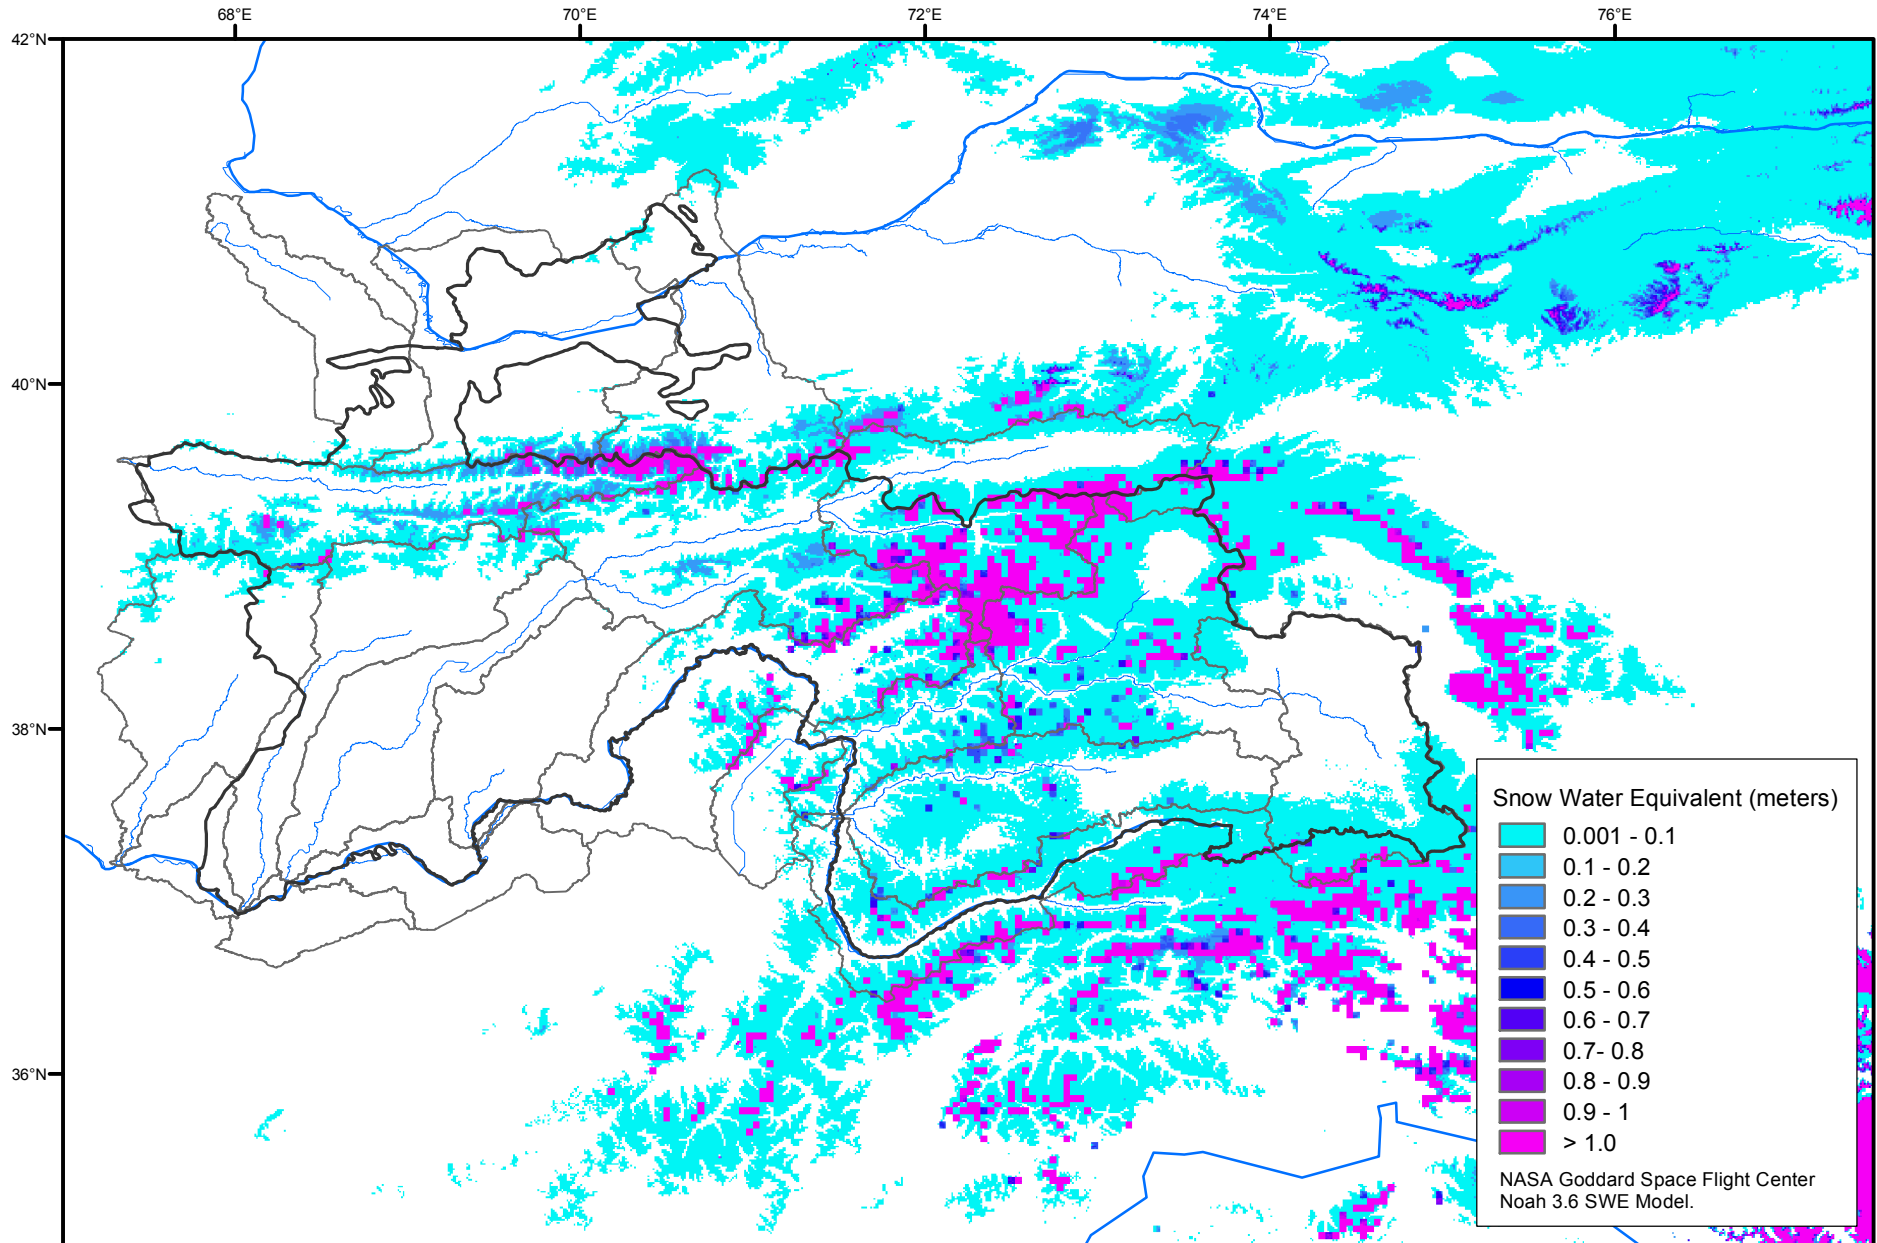 68°E
70°E
72°E
74°E
76°E
42°N
40°N
38°N
36°N
Snow Water Equivalent (meters)
0.001 - 0.1
0.1 - 0.2
0.2 - 0.3
0.3 - 0.4
0.4 - 0.5
0.5 - 0.6
0.6 - 0.7
0.7- 0.8
0.8 - 0.9
0.9 - 1
> 1.0
NASA Goddard Space Flight Center
Noah 3.6 SWE Model.